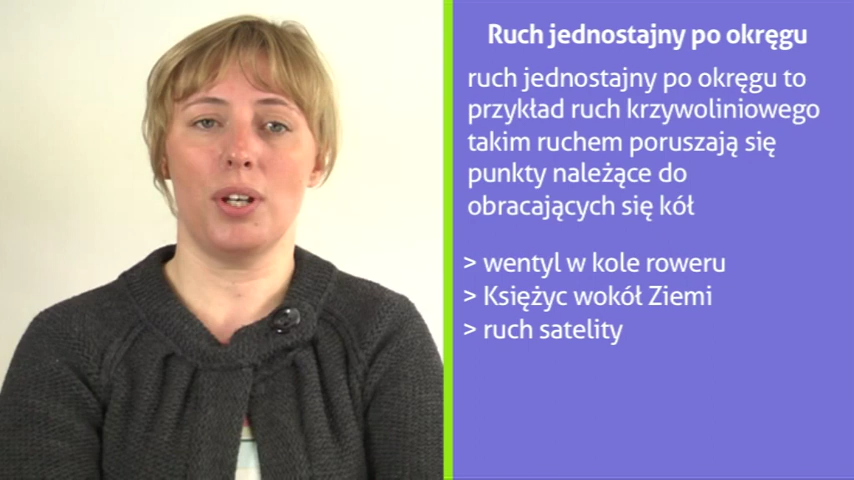 Ruch jednostajny po okręgu
ruch jednostajny po okręgu to
przykład ruch krzywoliniowego
takim ruchem poruszają się
punkty należące do
obracających się kół
> wentyl w kole roweru
> Księżyc wokół Ziemi
> ruch satelity